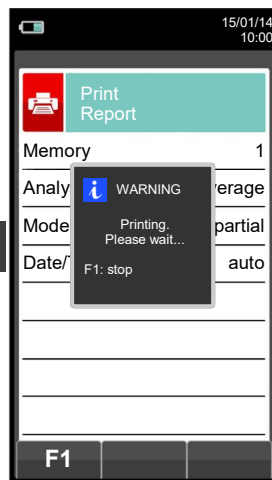 15/01/14
10:00
Print
Report
Memory 1
Analy verage
Mode partial
Date/ auto
i WARNING
Printing.
Please wait...
F1: stop
F1